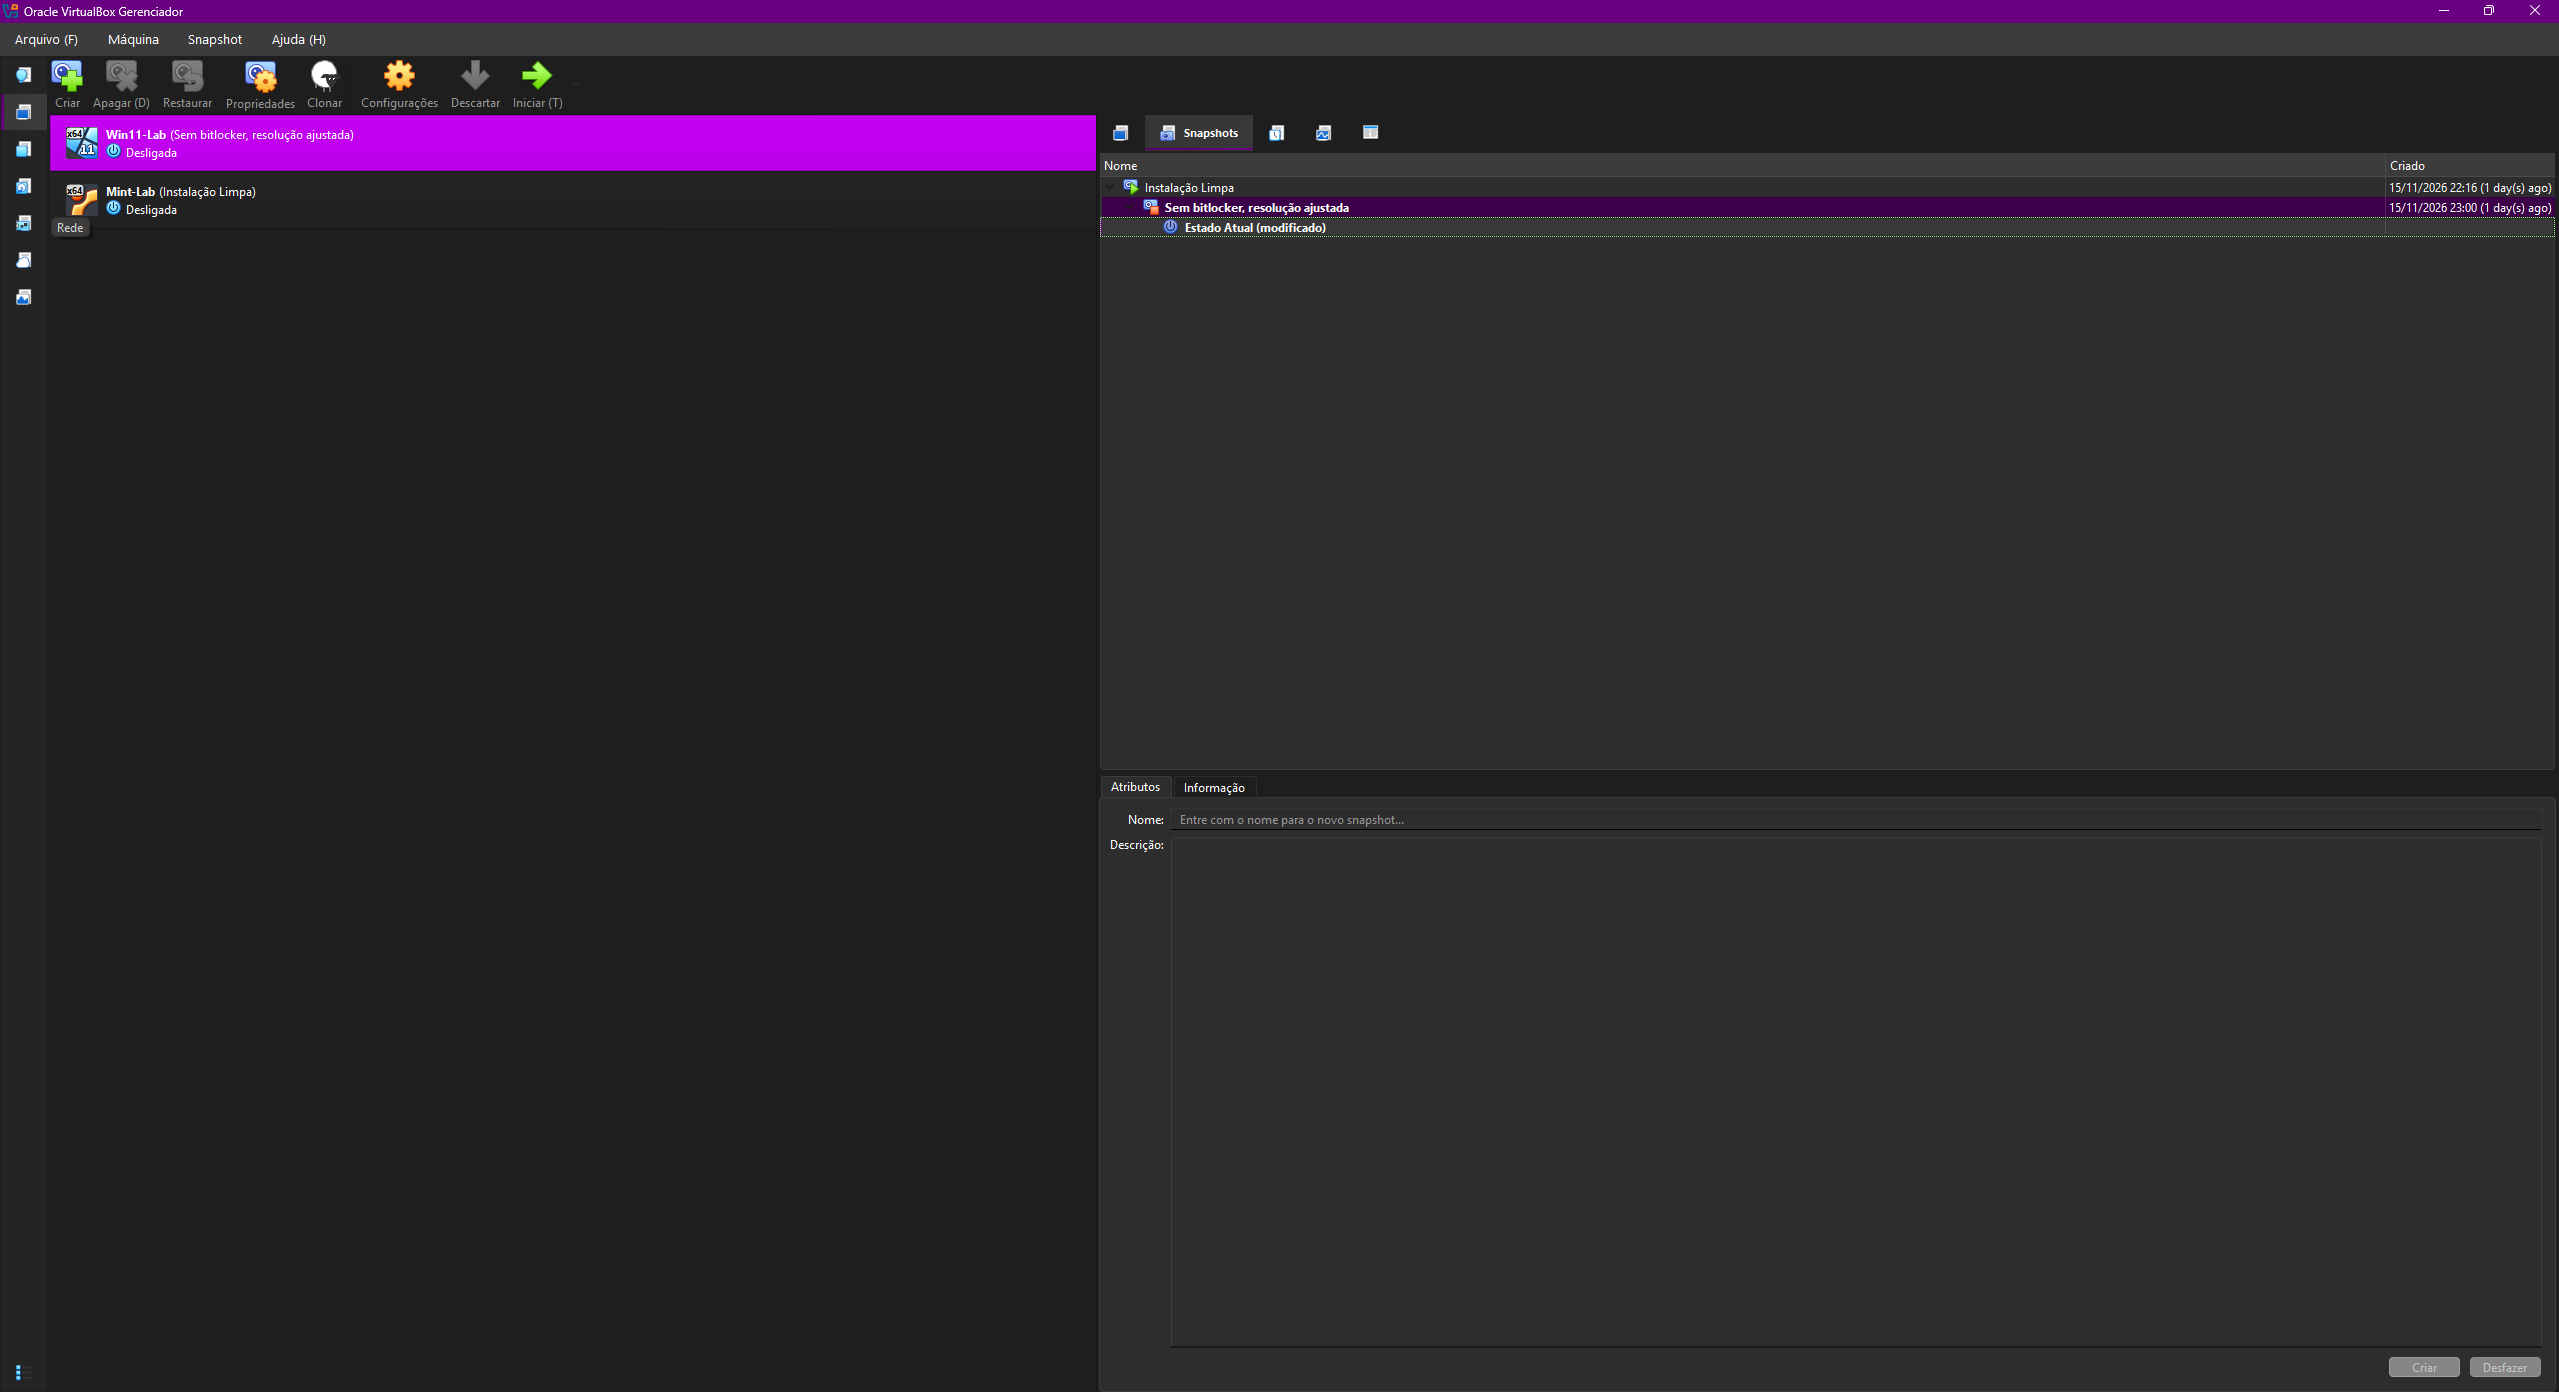 Oracle VirtualBox Gerenciador
Arquivo (F) Máquina Snapshot Ajuda (H)
Criar Apagar (D) Restaurar Propriedades Clonar Configurações Descartar Iniciar (T)
x64 11 Win11-Lab (Sem bitlocker, resolução ajustada)
Desligada
x64 Mint-Lab (Instalação Limpa)
Desligada
Rede
Snapshots
Nome Criado
Instalação Limpa 15/11/2026 22:16 (1 day(s) ago)
Sem bitlocker, resolução ajustada 15/11/2026 23:00 (1 day(s) ago)
Estado Atual (modificado)
Atributos Informação
Nome: Entre com o nome para o novo snapshot...
Descrição:
Criar Desfazer